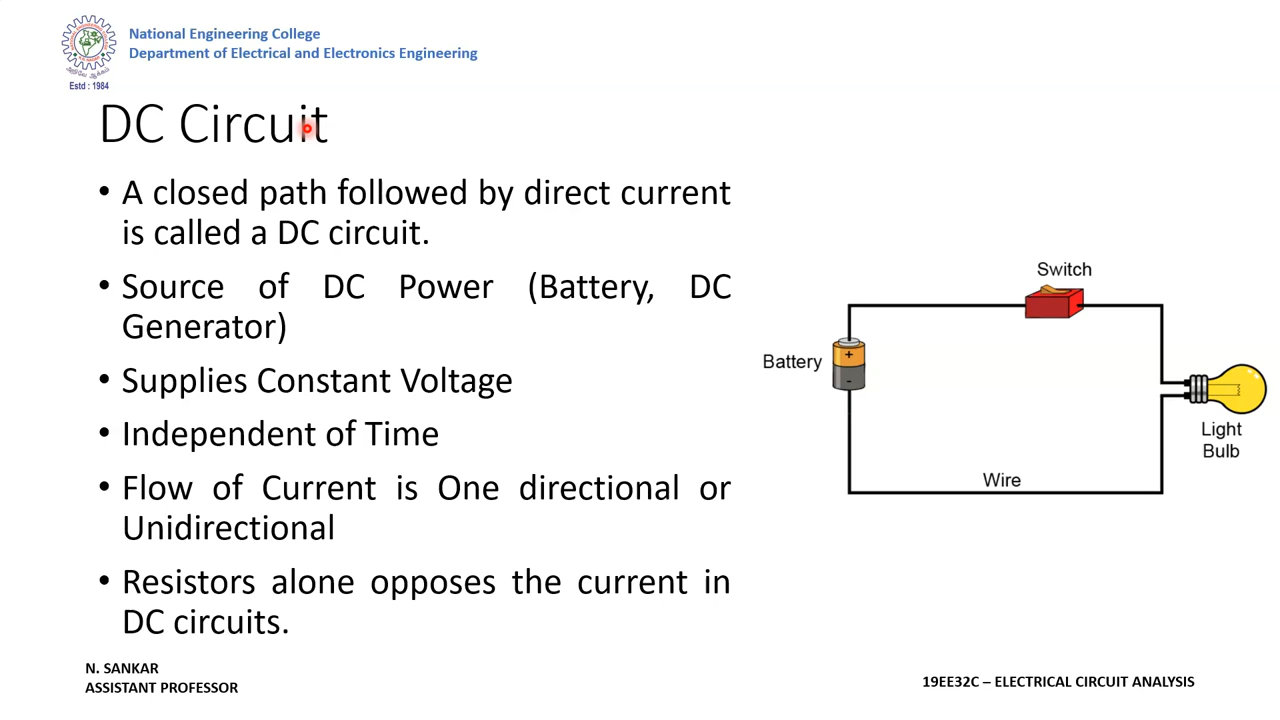 National Engineering College
Department of Electrical and Electronics Engineering
Estd : 1984
DC Circuit
• A closed path followed by direct current
is called a DC circuit.
• Source of DC Power (Battery, DC
Generator)
• Supplies Constant Voltage
• Independent of Time
• Flow of Current is One directional or
Unidirectional
• Resistors alone opposes the current in
DC circuits.
Switch
Battery
+
-
Light
Bulb
Wire
N. SANKAR
ASSISTANT PROFESSOR
19EE32C – ELECTRICAL CIRCUIT ANALYSIS